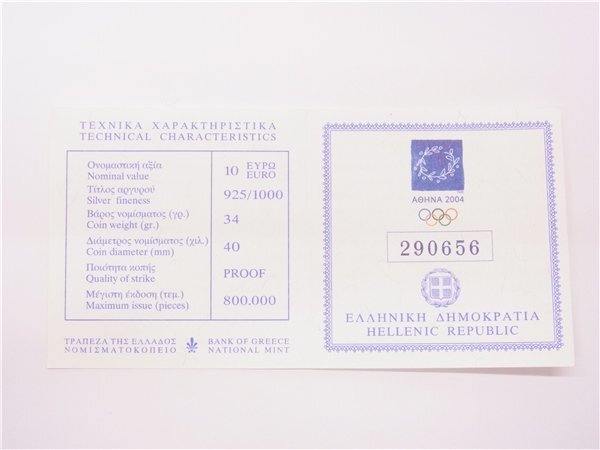 ΤΕΧΝΙΚΑ ΧΑΡΑΚΤΗΡΙΣΤΙΚΑ
TECHNICAL CHARACTERISTICS
Ονομαστική αξία
Nominal value
10 ΕΥΡΩ
EURO
Τίτλος αργυρού
Silver fineness
925/1000
Βάρος νομίσματος (γρ.)
Coin weight (gr.)
34
Διάμετρος νομίσματος (χιλ.)
Coin diameter (mm)
40
Ποιότητα κοπής
Quality of strike
PROOF
Μέγιστη έκδοση (τεμ.)
Maximum issue (pieces)
800.000
ΤΡΑΠΕΖΑ ΤΗΣ ΕΛΛΑΔΟΣ
ΝΟΜΙΣΜΑΤΟΚΟΠΕΙΟ
BANK OF GREECE
NATIONAL MINT
ΑΘΗΝΑ 2004
290656
ΕΛΛΗΝΙΚΗ ΔΗΜΟΚΡΑΤΙΑ
HELLENIC REPUBLIC